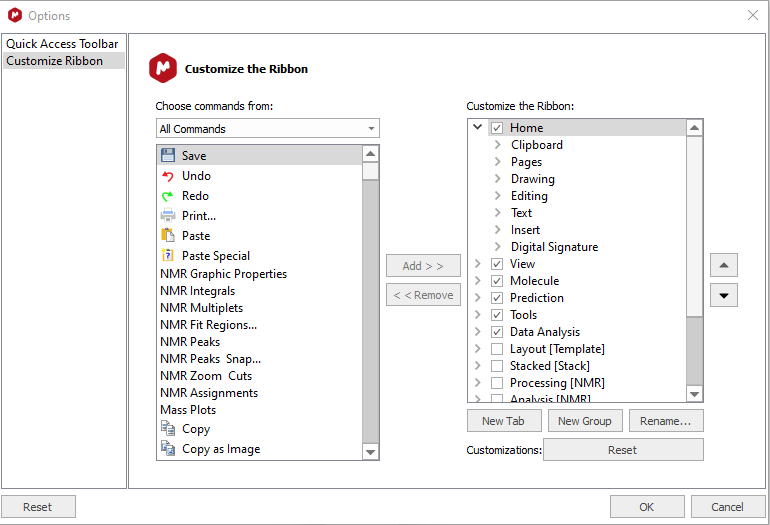 Options
Quick Access Toolbar
Customize Ribbon
Customize the Ribbon
Choose commands from:
All Commands
Save
Undo
Redo
Print...
Paste
Paste Special
NMR Graphic Properties
NMR Integrals
NMR Multiplets
NMR Fit Regions...
NMR Peaks
NMR Peaks Snap...
NMR Zoom Cuts
NMR Assignments
Mass Plots
Copy
Copy as Image
Add > >
< < Remove
Customize the Ribbon:
Home
Clipboard
Pages
Drawing
Editing
Text
Insert
Digital Signature
View
Molecule
Prediction
Tools
Data Analysis
Layout [Template]
Stacked [Stack]
Processing [NMR]
Analysis [NMR]
New Tab
New Group
Rename...
Customizations:
Reset
Reset
OK
Cancel